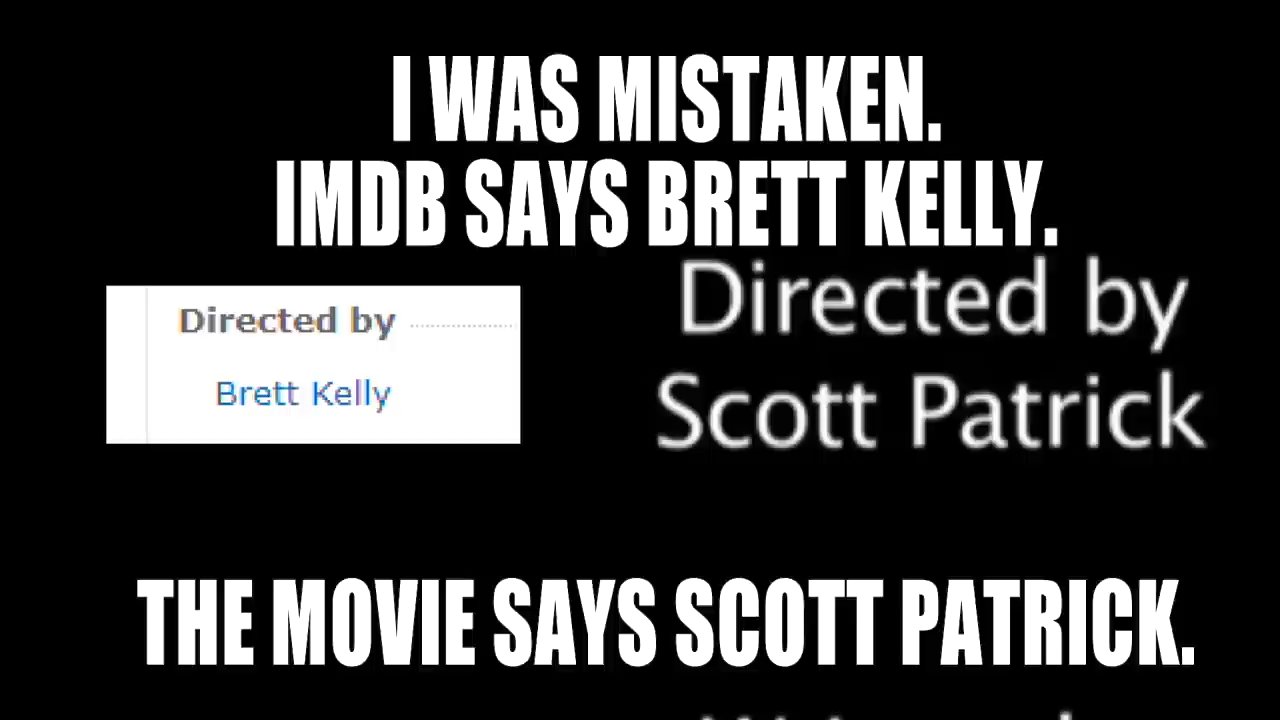 I WAS MISTAKEN.
IMDB SAYS BRETT KELLY.
Directed by
Brett Kelly
Directed by
Scott Patrick
THE MOVIE SAYS SCOTT PATRICK.